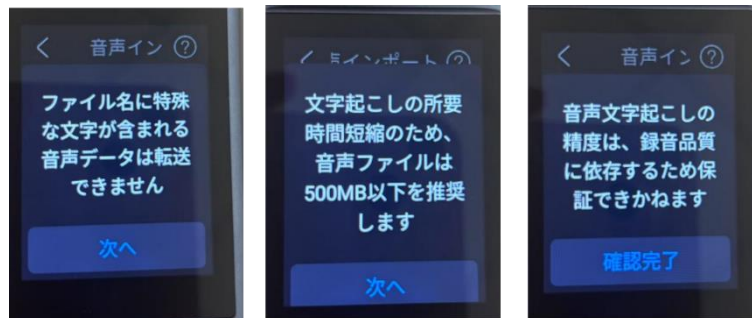 音声イン
ファイル名に特殊
な文字が含まれる
音声データは転送
できません
次へ
インポート
文字起こしの所要
時間短縮のため、
音声ファイルは
500MB以下を推奨
します
次へ
音声イン
音声文字起こしの
精度は、録音品質
に依存するため保
証できかねます
確認完了